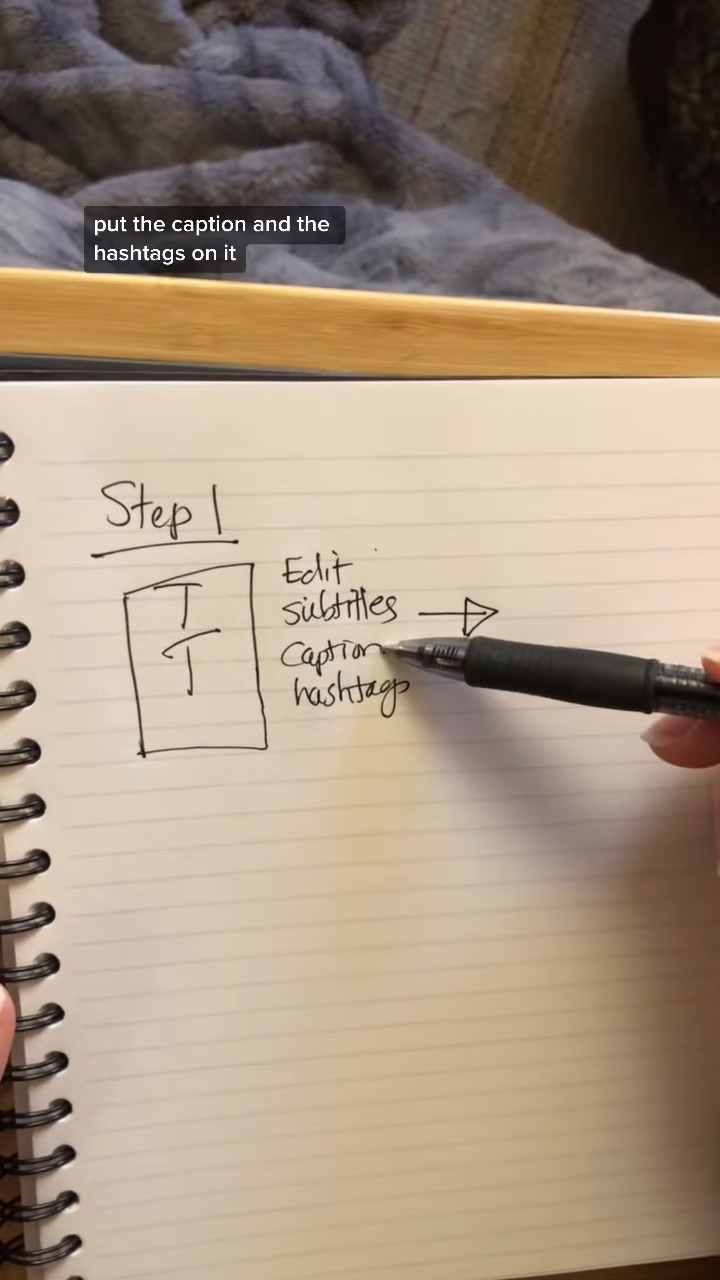 put the caption and the
hashtags on it
Step 1
T
T
Edit
subtitles
Caption
hashtags